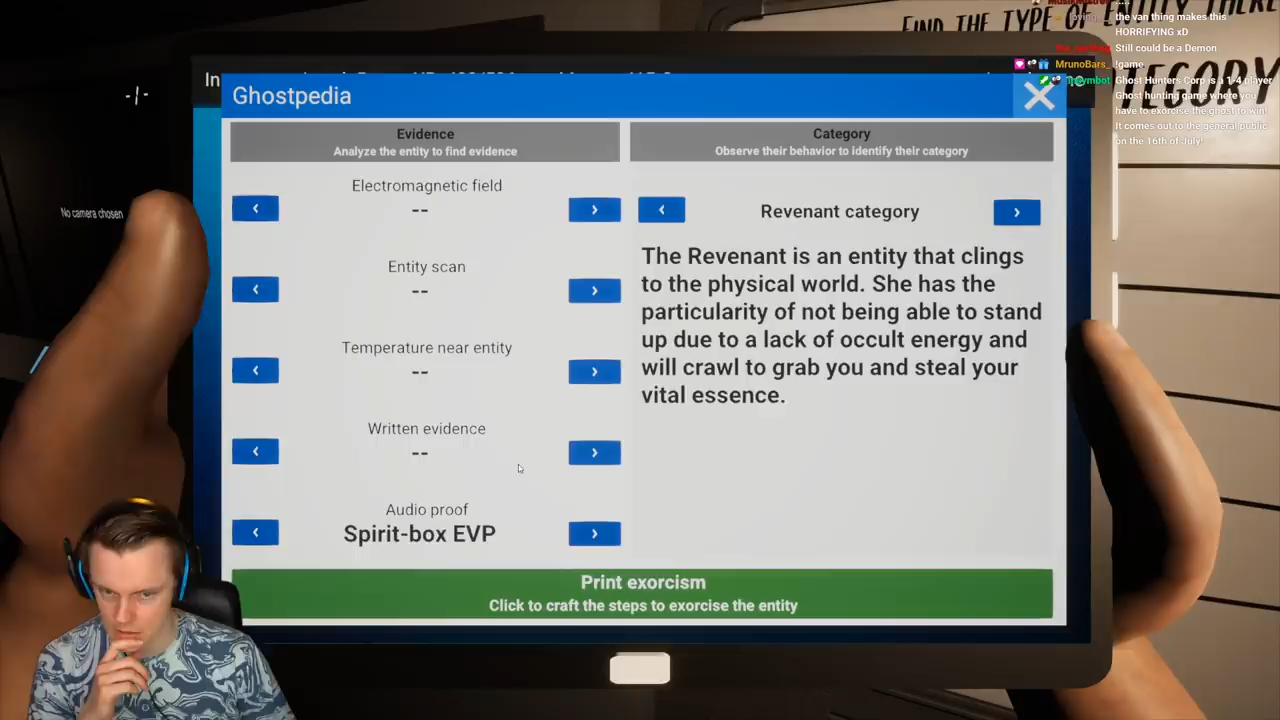 FIND THE TYPE OF ENTITY THERE
TEGORY
the van thing makes this
HORRIFYING xD
Still could be a Demon
MrunoBars_
!game
Ghost Hunters Corp is a 1-4 player
Ghost hunting game where you
have to exorcise the ghost to win!
It comes out to the general public
on the 16th of July!
In
No camera chosen
Ghostpedia
Evidence
Analyze the entity to find evidence
Category
Observe their behavior to identify their category
Electromagnetic field
--
Entity scan
--
Temperature near entity
--
Written evidence
--
Audio proof
Spirit-box EVP
Revenant category
The Revenant is an entity that clings
to the physical world. She has the
particularity of not being able to stand
up due to a lack of occult energy and
will crawl to grab you and steal your
vital essence.
Print exorcism
Click to craft the steps to exorcise the entity